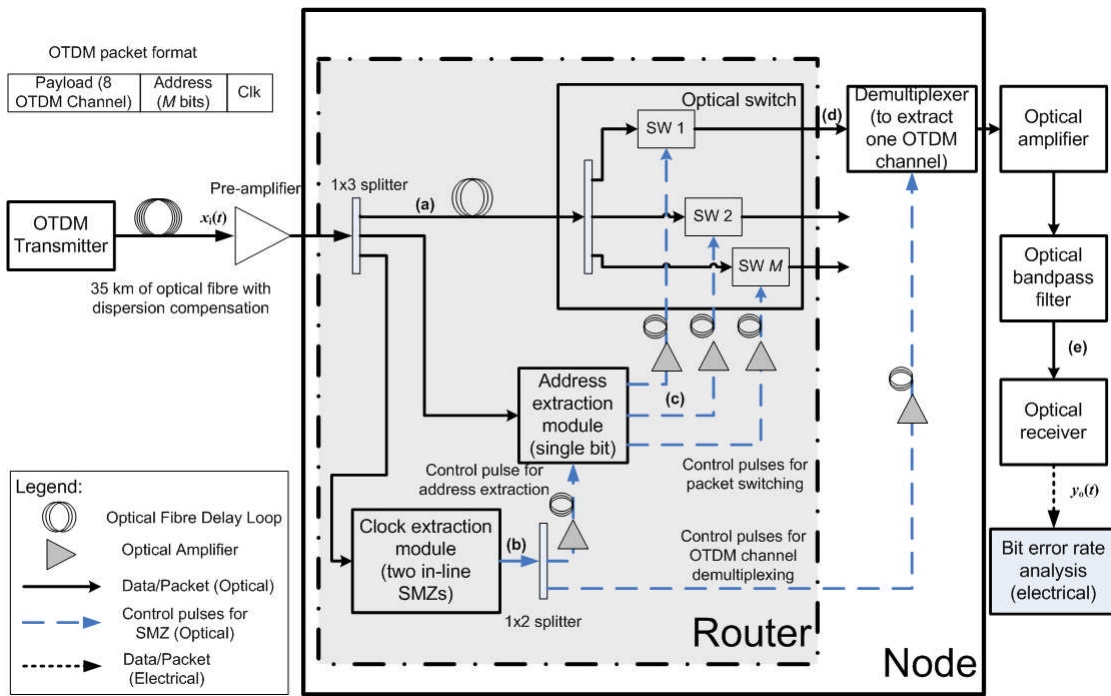 OTDM packet format
Payload (8
OTDM Channel)
Address
(M bits)
Clk
OTDM
Transmitter
xi(t)
35 km of optical fibre with
dispersion compensation
Pre-amplifier
1x3 splitter
(a)
Optical switch
SW 1
SW 2
SW M
(d)
Demultiplexer
(to extract
one OTDM
channel)
Optical
amplifier
Optical
bandpass
filter
(e)
Optical
receiver
yo(t)
Bit error rate
analysis
(electrical)
Address
extraction
module
(single bit)
(c)
Control pulse for
address extraction
Control pulses for
packet switching
Clock extraction
module
(two in-line
SMZs)
(b)
1x2 splitter
Control pulses for
OTDM channel
demultiplexing
Router
Node
Legend:
Optical Fibre Delay Loop
Optical Amplifier
Data/Packet (Optical)
Control pulses for
SMZ (Optical)
Data/Packet
(Electrical)